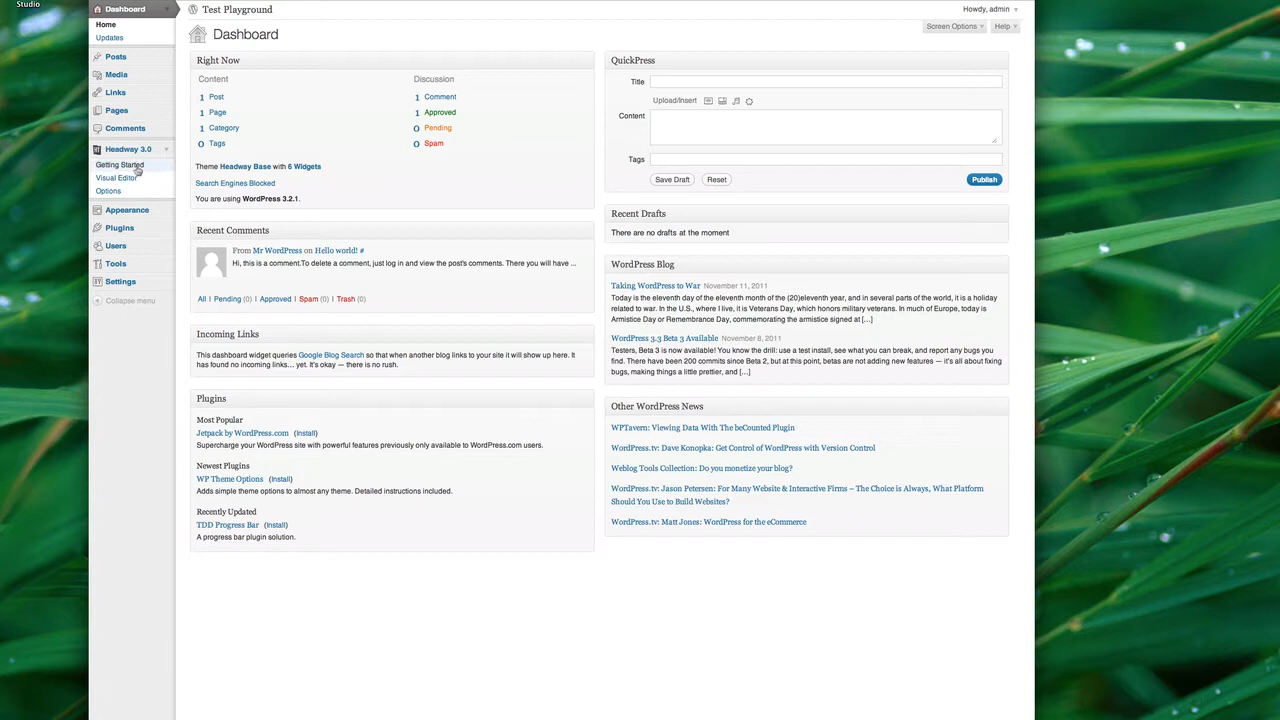 Studio
Dashboard
Home
Updates
Posts
Media
Links
Pages
Comments
Headway 3.0
Getting Started
Visual Editor
Options
Appearance
Plugins
Users
Tools
Settings
Collapse menu
Test Playground
Howdy, admin
Screen Options
Help
Dashboard
Right Now
Content
Discussion
1 Post
1 Comment
1 Page
1 Approved
1 Category
0 Pending
0 Tags
0 Spam
Theme Headway Base with 6 Widgets
Search Engines Blocked
You are using WordPress 3.2.1.
Recent Comments
From Mr WordPress on Hello world! #
Hi, this is a comment.To delete a comment, just log in and view the post's comments. There you will have ...
All | Pending (0) | Approved | Spam (0) | Trash (0)
Incoming Links
This dashboard widget queries Google Blog Search so that when another blog links to your site it will show up here. It
has found no incoming links… yet. It's okay — there is no rush.
Plugins
Most Popular
Jetpack by WordPress.com (Install)
Supercharge your WordPress site with powerful features previously only available to WordPress.com users.
Newest Plugins
WP Theme Options (Install)
Adds simple theme options to almost any theme. Detailed instructions included.
Recently Updated
TDD Progress Bar (Install)
A progress bar plugin solution.
QuickPress
Title
Upload/Insert
Content
Tags
Save Draft
Reset
Publish
Recent Drafts
There are no drafts at the moment
WordPress Blog
Taking WordPress to War November 11, 2011
Today is the eleventh day of the eleventh month of the (20)eleventh year, and in several parts of the world, it is a holiday
related to war. In the U.S., where I live, it is Veterans Day, which honors military veterans. In much of Europe, today is
Armistice Day or Remembrance Day, commemorating the armistice signed at […]
WordPress 3.3 Beta 3 Available November 8, 2011
Testers, Beta 3 is now available! You know the drill: use a test install, see what you can break, and report any bugs you
find. There have been 200 commits since Beta 2, but at this point, betas are not adding new features — it's all about fixing
bugs, making things a little prettier, and […]
Other WordPress News
WPTavern: Viewing Data With The beCounted Plugin
WordPress.tv: Dave Konopka: Get Control of WordPress with Version Control
Weblog Tools Collection: Do you monetize your blog?
WordPress.tv: Jason Petersen: For Many Website & Interactive Firms – The Choice is Always, What Platform
Should You Use to Build Websites?
WordPress.tv: Matt Jones: WordPress for the eCommerce